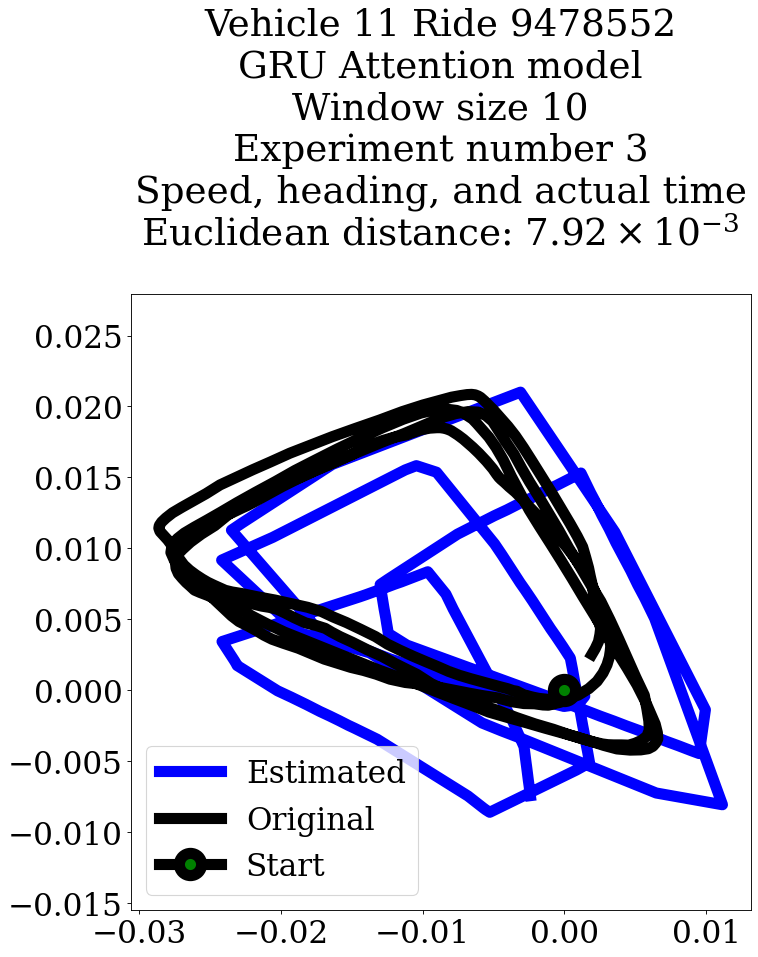 Vehicle 11 Ride 9478552
GRU Attention model
Window size 10
Experiment number 3
Speed, heading, and actual time
Euclidean distance: 7.92 × 10⁻³
0.025
0.020
0.015
0.010
0.005
0.000
−0.005
−0.010
−0.015
Estimated
Original
Start
−0.03 −0.02 −0.01 0.00 0.01